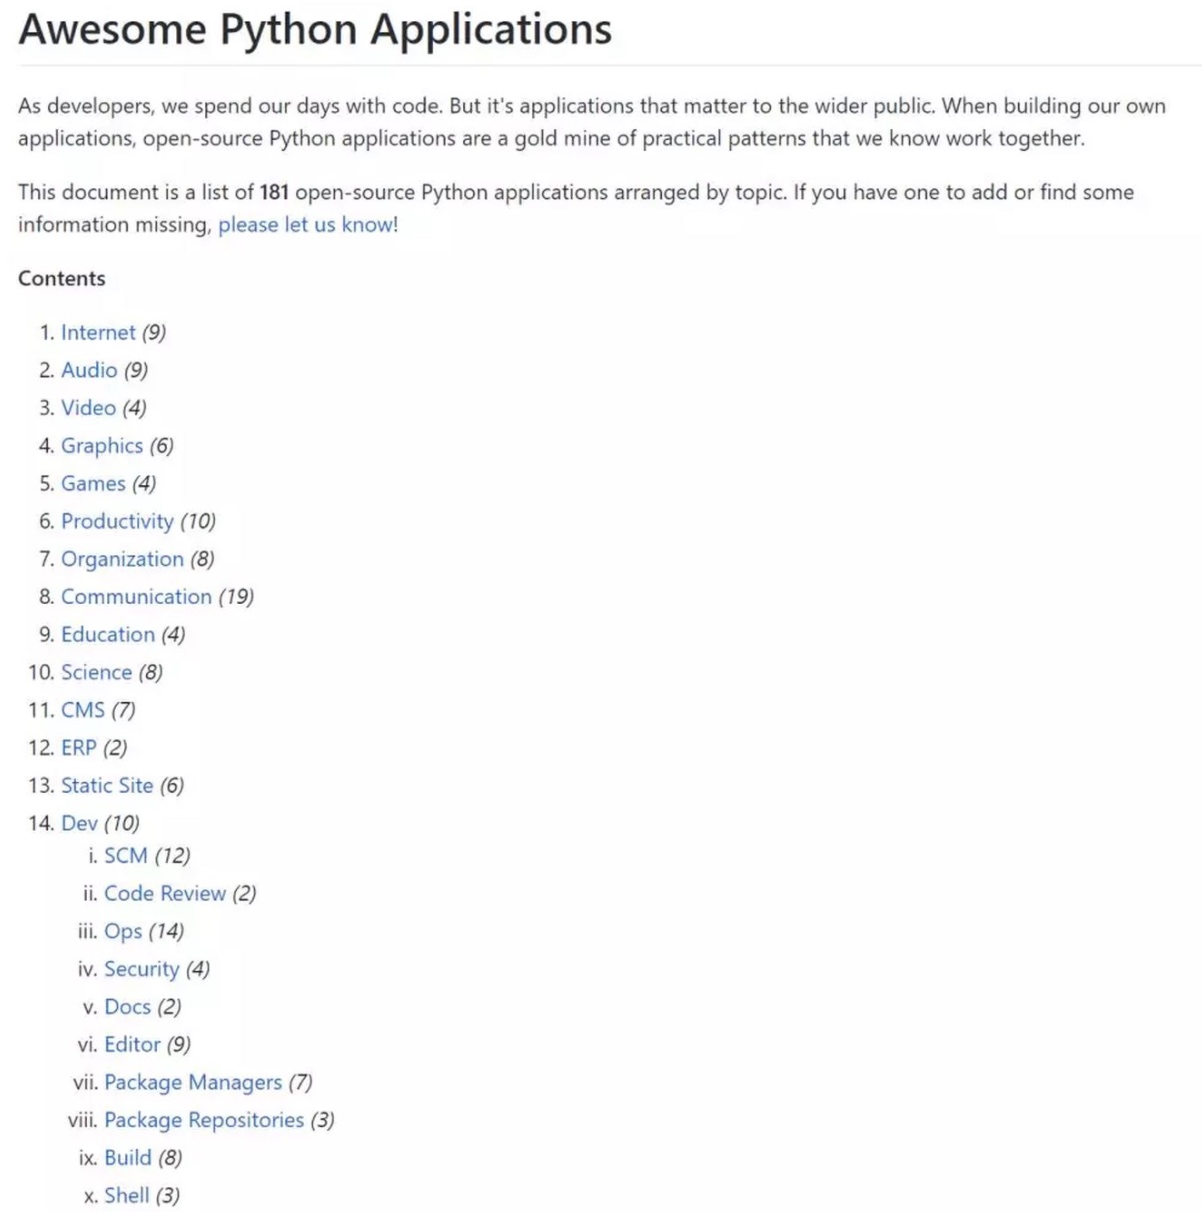 Awesome Python Applications
As developers, we spend our days with code. But it's applications that matter to the wider public. When building our own
applications, open-source Python applications are a gold mine of practical patterns that we know work together.
This document is a list of 181 open-source Python applications arranged by topic. If you have one to add or find some
information missing, please let us know!
Contents
1. Internet (9)
2. Audio (9)
3. Video (4)
4. Graphics (6)
5. Games (4)
6. Productivity (10)
7. Organization (8)
8. Communication (19)
9. Education (4)
10. Science (8)
11. CMS (7)
12. ERP (2)
13. Static Site (6)
14. Dev (10)
i. SCM (12)
ii. Code Review (2)
iii. Ops (14)
iv. Security (4)
v. Docs (2)
vi. Editor (9)
vii. Package Managers (7)
viii. Package Repositories (3)
ix. Build (8)
x. Shell (3)